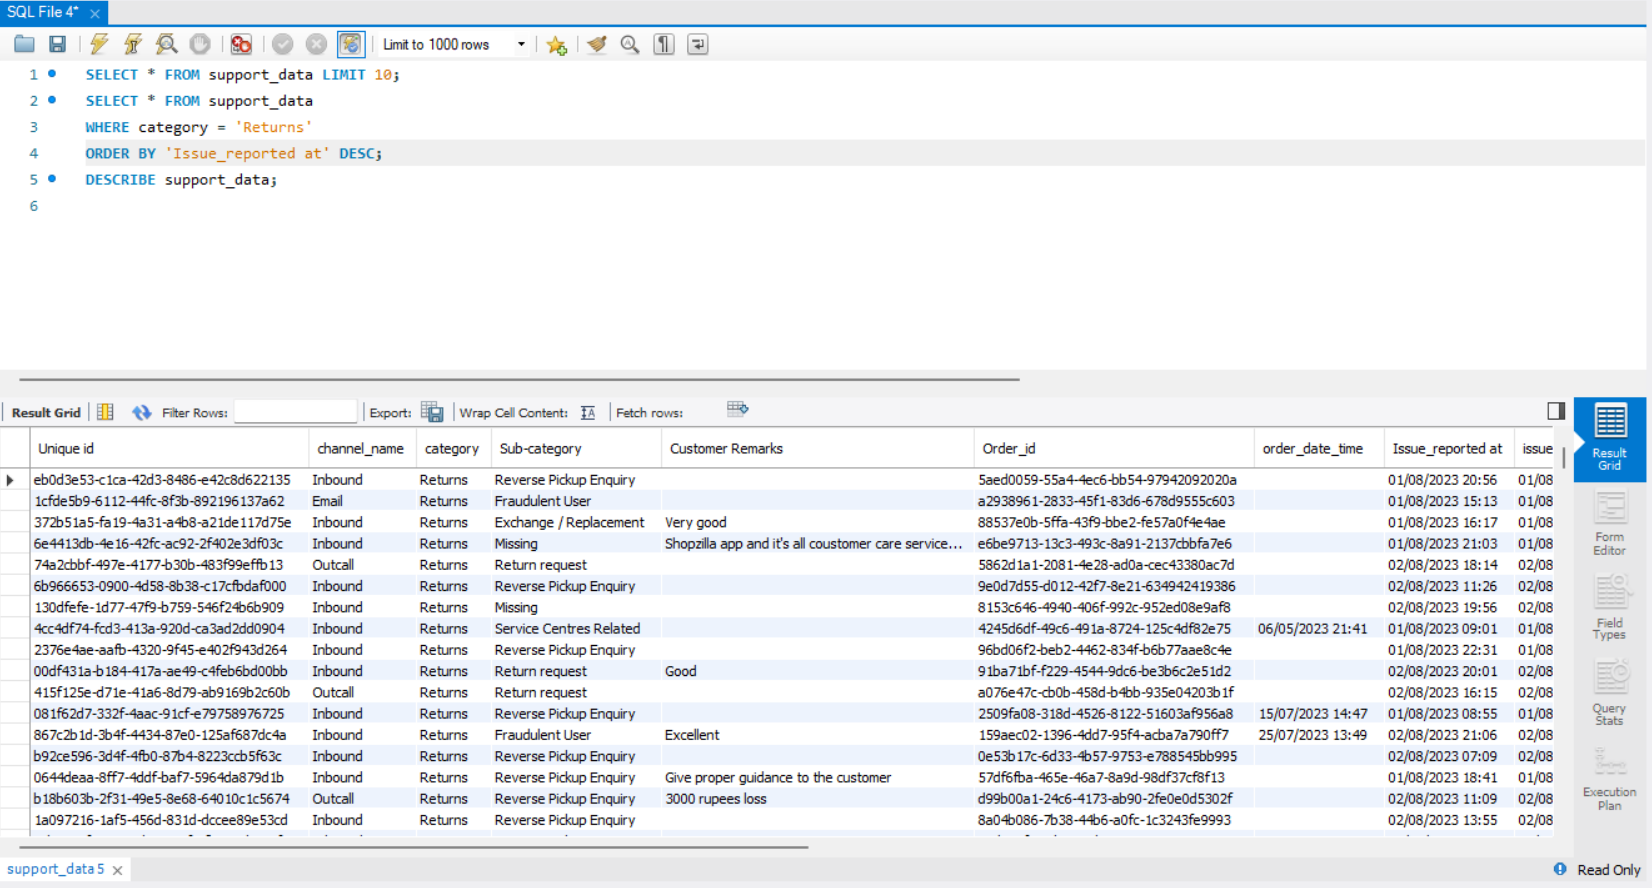 SQL File 4*
Limit to 1000 rows
1 SELECT * FROM support_data LIMIT 10;
2 SELECT * FROM support_data
3 WHERE category = 'Returns'
4 ORDER BY 'Issue_reported at' DESC;
5 DESCRIBE support_data;
6
Result Grid Filter Rows: Export: Wrap Cell Content: Fetch rows:
Unique id channel_name category Sub-category Customer Remarks Order_id order_date_time Issue_reported at issue
eb0d3e53-c1ca-42d3-8486-e42c8d622135 Inbound Returns Reverse Pickup Enquiry 5aed0059-55a4-4ec6-bb54-97942092020a 01/08/2023 20:56 01/08
1cfde5b9-6112-44fc-8f3b-892196137a62 Email Returns Fraudulent User a2938961-2833-45f1-83d6-678d9555c603 01/08/2023 15:13 01/08
372b51a5-fa19-4a31-a4b8-a21de117d75e Inbound Returns Exchange / Replacement Very good 88537e0b-5ffa-43f9-bbe2-fe57a0f4e4ae 01/08/2023 16:17 01/08
6e4413db-4e16-42fc-ac92-2f402e3df03c Inbound Returns Missing Shopzilla app and it's all coustomer care service... e6be9713-13c3-493c-8a91-2137cbbfa7e6 01/08/2023 21:03 01/08
74a2cbbf-497e-4177-b30b-483f99effb13 Outcall Returns Return request 5862d1a1-2081-4e28-ad0a-cec43380ac7d 02/08/2023 18:14 02/08
6b966653-0900-4d58-8b38-c17cfbdaf000 Inbound Returns Reverse Pickup Enquiry 9e0d7d55-d012-42f7-8e21-634942419386 02/08/2023 11:26 02/08
130dfefe-1d77-47f9-b759-546f24b6b909 Inbound Returns Missing 8153c646-4940-406f-992c-952ed08e9af8 02/08/2023 19:56 02/08
4cc4df74-fcd3-413a-920d-ca3ad2dd0904 Inbound Returns Service Centres Related 4245d6df-49c6-491a-8724-125c4df82e75 06/05/2023 21:41 01/08/2023 09:01 01/08
2376e4ae-aafb-4320-9f45-e402f943d264 Inbound Returns Reverse Pickup Enquiry 96bd06f2-beb2-4462-834f-b6b77aae8c4e 01/08/2023 22:31 01/08
00df431a-b184-417a-ae49-c4feb6bd00bb Inbound Returns Return request Good 91ba71bf-f229-4544-9dc6-be3b6c2e51d2 02/08/2023 20:01 02/08
415f125e-d71e-41a6-8d79-ab9169b2c60b Outcall Returns Return request a076e47c-cb0b-458d-b4bb-935e04203b1f 02/08/2023 16:15 02/08
081f62d7-332f-4aac-91cf-e79758976725 Inbound Returns Reverse Pickup Enquiry 2509fa08-318d-4526-8122-51603af956a8 15/07/2023 14:47 01/08/2023 08:55 01/08
867c2b1d-3b4f-4434-87e0-125af687dc4a Inbound Returns Fraudulent User Excellent 159aec02-1396-4dd7-95f4-acba7a790ff7 25/07/2023 13:49 02/08/2023 21:06 02/08
b92ce596-3d4f-4fb0-87b4-8223ccb5f63c Inbound Returns Reverse Pickup Enquiry 0e53b17c-6d33-4b57-9753-e788545bb995 02/08/2023 07:09 02/08
0644deaa-8ff7-4ddf-baf7-5964da879d1b Inbound Returns Reverse Pickup Enquiry Give proper guidance to the customer 57df6fba-465e-46a7-8a9d-98df37cf8f13 01/08/2023 18:41 01/08
b18b603b-2f31-49e5-8e68-64010c1c5674 Outcall Returns Reverse Pickup Enquiry 3000 rupees loss d99b00a1-24c6-4173-ab90-2fe0e0d5302f 02/08/2023 11:09 02/08
1a097216-1af5-456d-831d-dccee89e53cd Inbound Returns Reverse Pickup Enquiry 8a04b086-7b38-44b6-a0fc-1c3243fe9993 02/08/2023 13:55 02/08
Result
Grid
Form
Editor
Field
Types
Query
Stats
Execution
Plan
support_data 5
Read Only